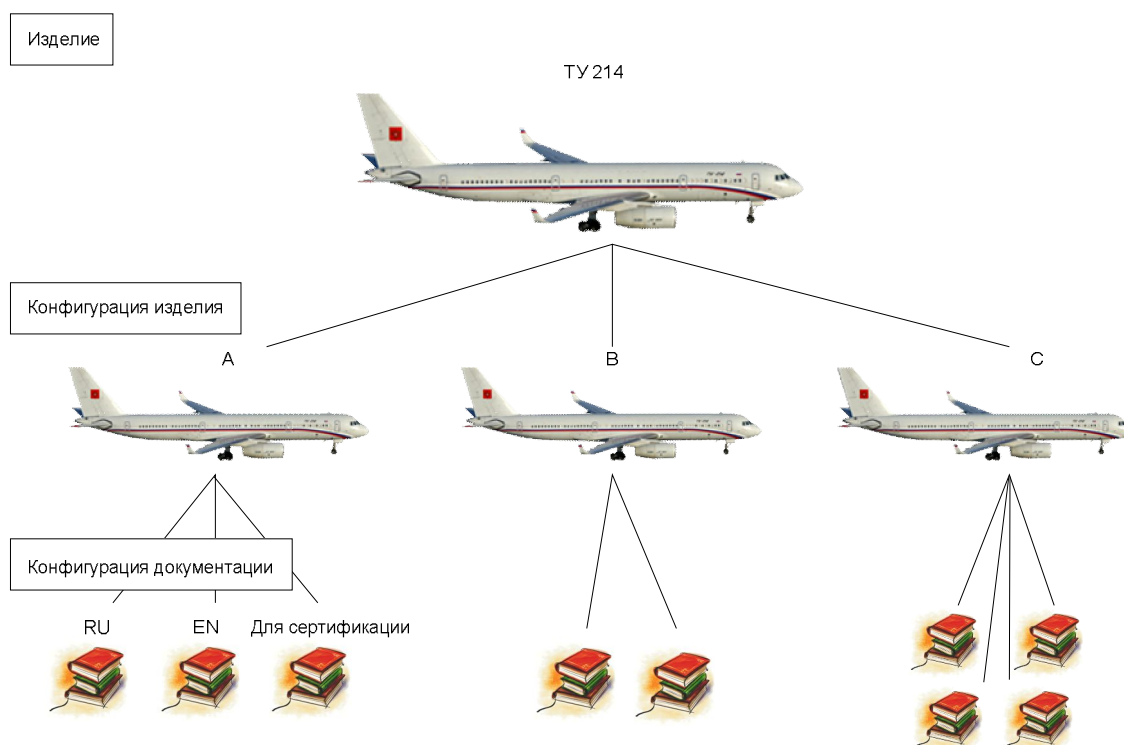 Изделие
ТУ 214
Конфигурация изделия
A
B
C
Конфигурация документации
RU
EN
Для сертификации